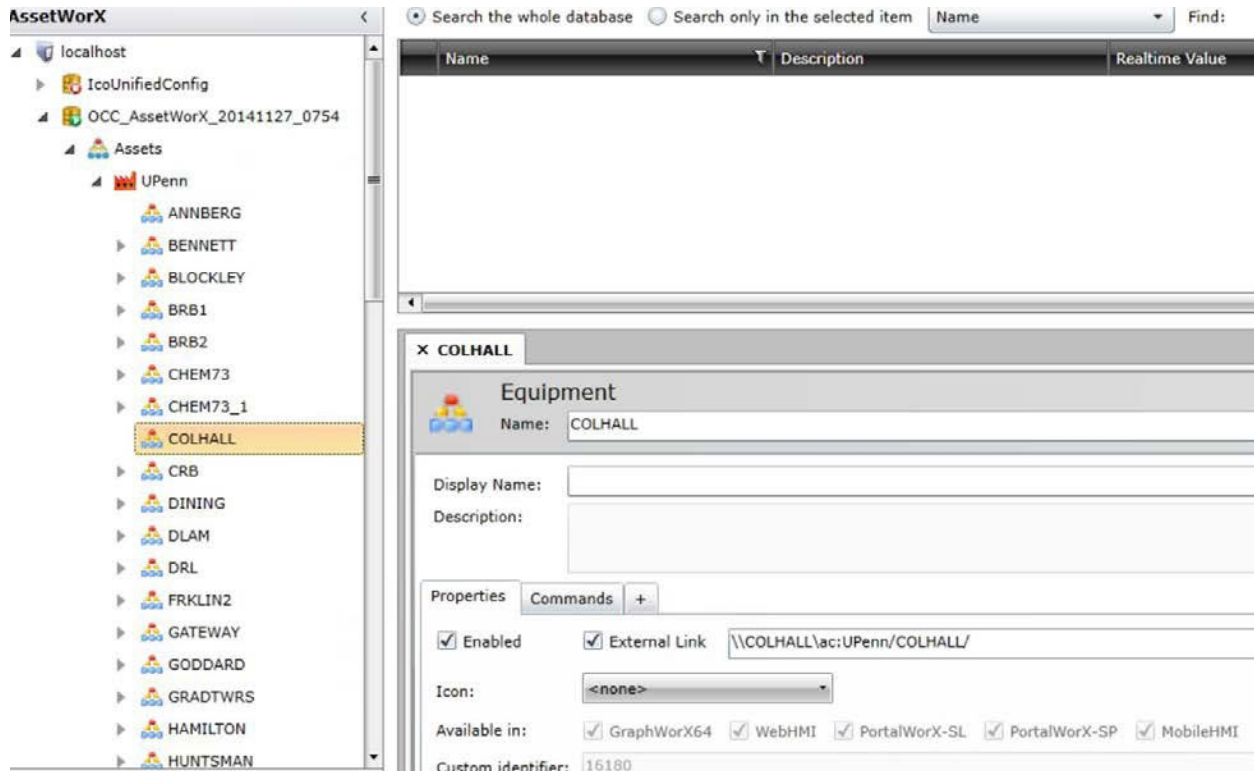 AssetWorX
localhost
IcoUnifiedConfig
OCC_AssetWorX_20141127_0754
Assets
UPenn
ANNBERG
BENNETT
BLOCKLEY
BRB1
BRB2
CHEM73
CHEM73_1
COLHALL
CRB
DINING
DLAM
DRL
FRKLIN2
GATEWAY
GODDARD
GRADTWRS
HAMILTON
HUNTSMAN
Search the whole database Search only in the selected item Name Find:
Name Description Realtime Value
X COLHALL
Equipment
Name: COLHALL
Display Name:
Description:
Properties Commands +
Enabled External Link \\COLHALL\ac:UPenn/COLHALL/
Icon: <none>
Available in: GraphWorX64 WebHMI PortalWorX-SL PortalWorX-SP MobileHMI
Custom identifier: 16180